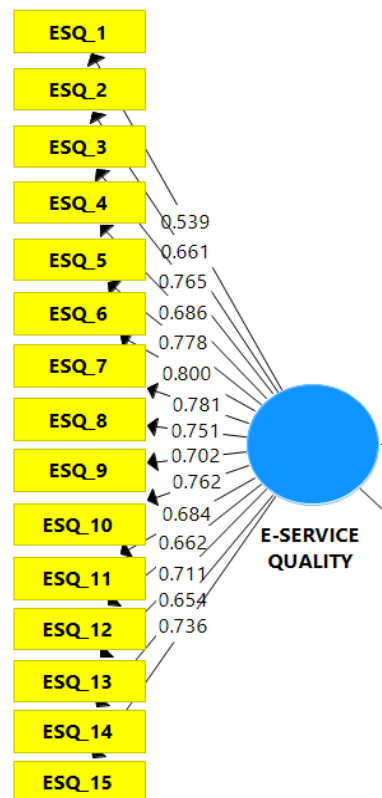 ESQ_1
ESQ_2
ESQ_3
ESQ_4
ESQ_5
ESQ_6
ESQ_7
ESQ_8
ESQ_9
ESQ_10
ESQ_11
ESQ_12
ESQ_13
ESQ_14
ESQ_15
0.539
0.661
0.765
0.686
0.778
0.800
0.781
0.751
0.702
0.762
0.684
0.662
0.711
0.654
0.736
E-SERVICE
QUALITY